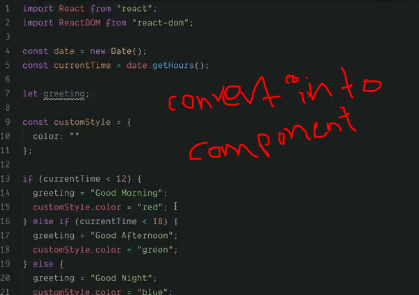 1 import React from "react";
2 import ReactDOM from "react-dom";
3
4 const date = new Date();
5 const currentTime = date.getHours();
6
7 let greeting;
8
9 const customStyle = {
10 color: ""
11 };
12
13 if (currentTime < 12) {
14 greeting = "Good Morning";
15 customStyle.color = "red";
16 } else if (currentTime < 18) {
17 greeting = "Good Afternoon";
18 customStyle.color = "green";
19 } else {
20 greeting = "Good Night";
21 customStyle.color = "blue";
convert into
component